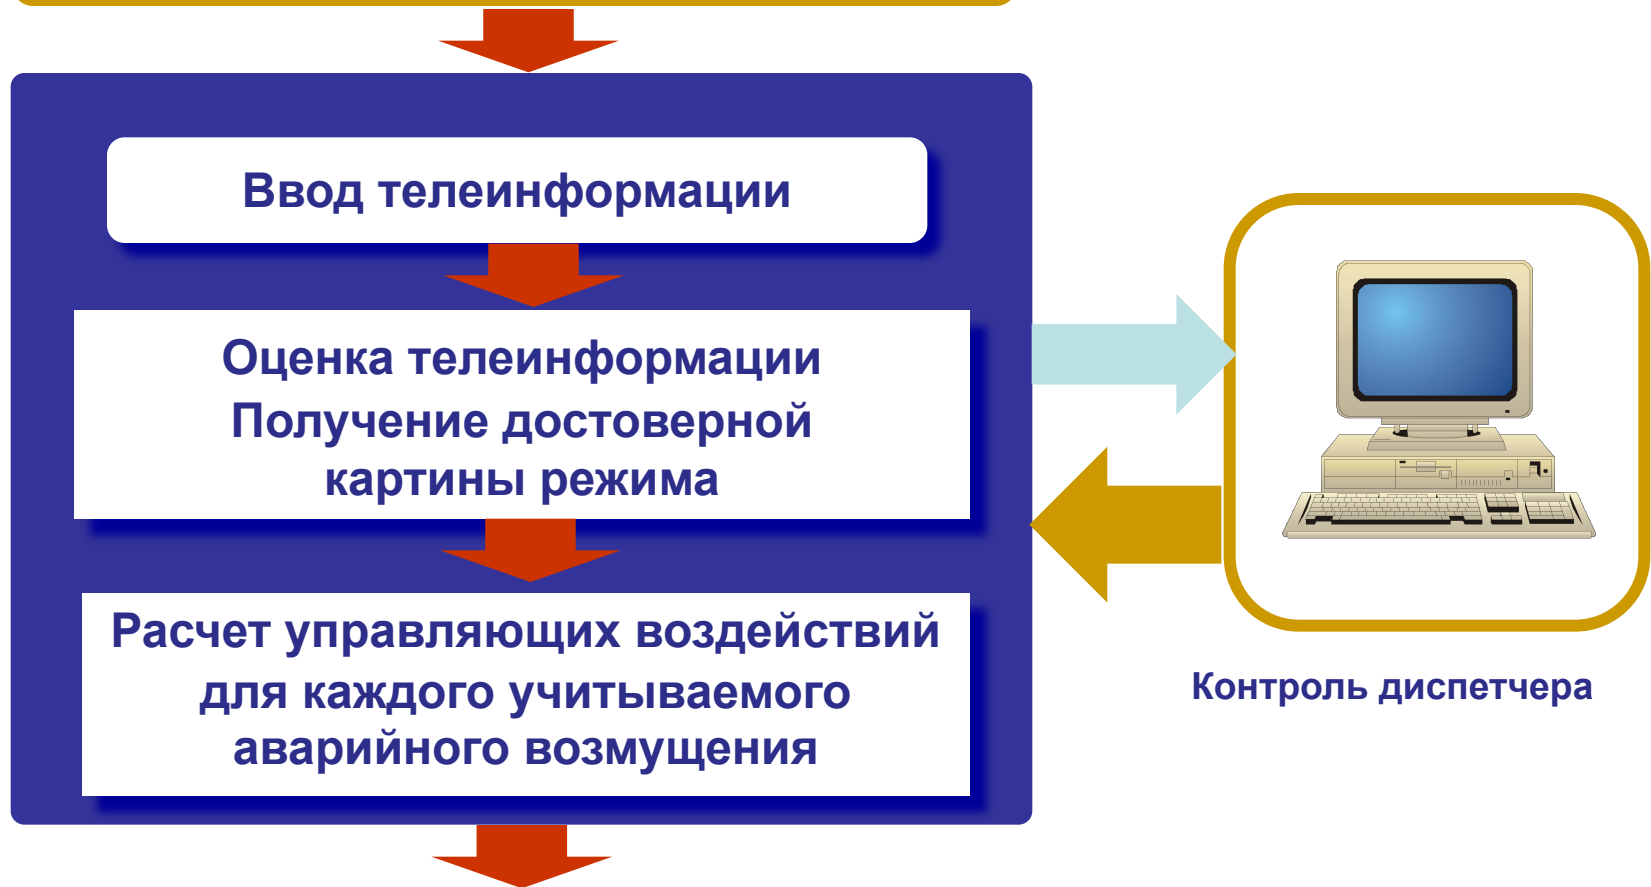 Ввод телеинформации
Оценка телеинформации
Получение достоверной
картины режима
Расчет управляющих воздействий
для каждого учитываемого
аварийного возмущения
Контроль диспетчера